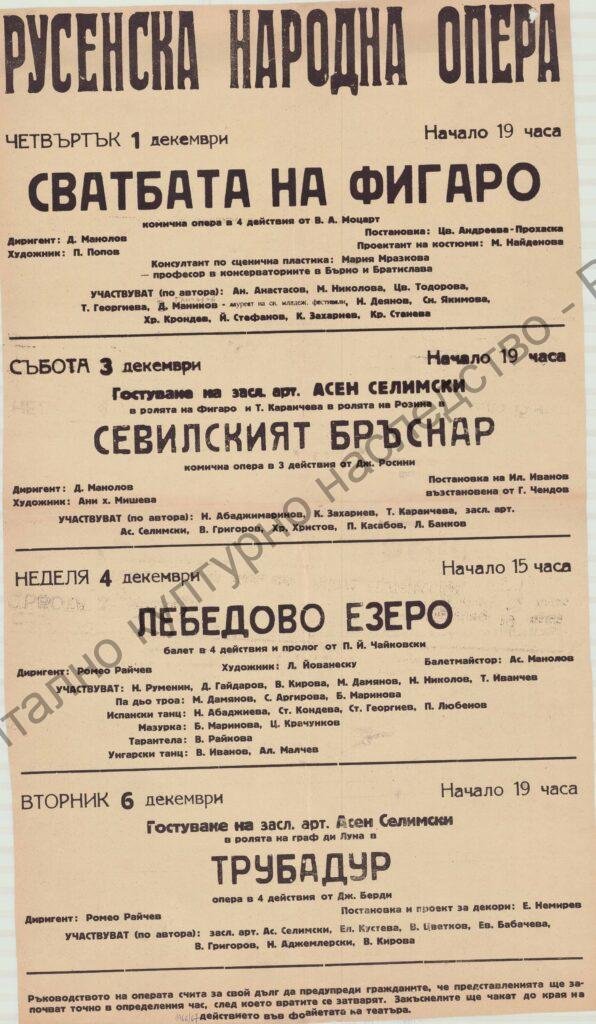 РУСЕНСКА НАРОДНА ОПЕРА
ЧЕТВЪРТЪК 1 декември Начало 19 часа
СВАТБАТА НА ФИГАРО
комична опера в 4 действия от В. А. Моцарт
Диригент: Д. Манолов Постановка: Цв. Андреева-Прохаска
Художник: П. Попов Проектант на костюми: М. Найденова
Консултант по сценична пластика: Мария Мразкова
— професор в консерваториите в Бърно и Братислава
УЧАСТВУВАТ (по автора): Ан. Анастасов, М. Николова, Цв. Тодорова,
Т. Георгиева, Д. Маников - лауреат на св. младеж. фестивали, Н. Деянов, Сн. Якимова,
Хр. Крондев, Й. Стефанов, К. Захариев, Кр. Станева
СЪБОТА 3 декември Начало 19 часа
Гостуване на засл. арт. АСЕН СЕЛИМСКИ
в ролята на Фигаро и Т. Каранчева в ролята на Розина в
СЕВИЛСКИЯТ БРЪСНАР
комична опера в 3 действия от Дж. Росини
Диригент: Д. Манолов Постановка на Ил. Иванов
Художник: Ани х. Мишева възстановена от Г. Чендов
УЧАСТВУВАТ (по автора): Н. Абаджимаринов, К. Захариев, Т. Каранчева, засл. арт.
Ас. Селимски, В. Григоров, Хр. Христов, П. Касабов, Л. Банков
НЕДЕЛЯ 4 декември Начало 15 часа
ЛЕБЕДОВО ЕЗЕРО
балет в 4 действия и пролог от П. Й. Чайковски
Диригент: Ромео Райчев Художник: Л. Йованеску Балетмайстор: Ас. Манолов
УЧАСТВУВАТ: Н. Руменин, Д. Гайдаров, В. Кирова, М. Дамянов, Н. Николов, Т. Иванчев
Па дьо троа: М. Дамянов, С. Аргирова, Б. Маринова
Испански танц: Н. Абаджиева, Ст. Кондева, Ст. Георгиев, П. Любенов
Мазурка: Б. Маринова, Ц. Крачунков
Тарантела: В. Райкова
Унгарски танц: В. Иванов, Ал. Малчев
ВТОРНИК 6 декември Начало 19 часа
Гостуване на засл. арт. Асен Селимски
в ролята на граф ди Луна в
ТРУБАДУР
опера в 4 действия от Дж. Верди
Диригент: Ромео Райчев Постановка и проект за декори: Е. Немирев
УЧАСТВУВАТ (по автора): засл. арт. Ас. Селимски, Ел. Кустева, В. Цветков, Ев. Бабачева,
В. Григоров, Н. Аджемлерски, В. Кирова
Ръководството на операта счита за свой дълг да предупреди гражданите, че представленията ще за-
почват точно в определения час, след което вратите се затварят. Закъснелите ще чакат до края на
действието във фоайетата на театъра.